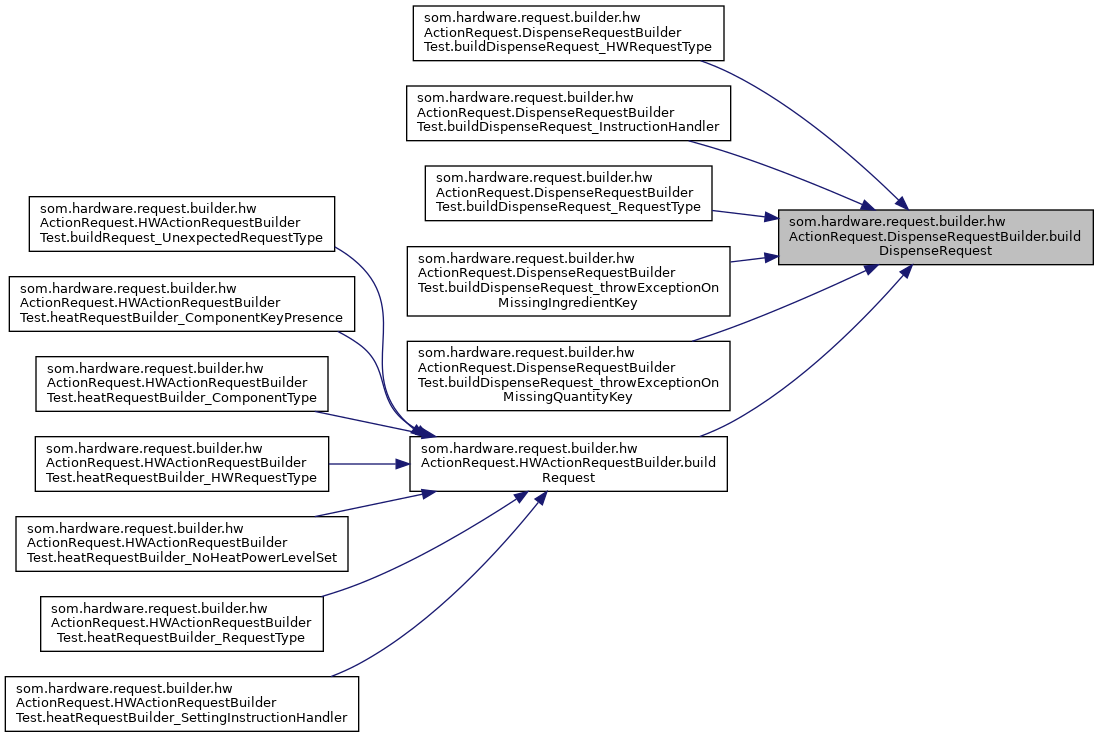 som.hardware.request.builder.hw
ActionRequest.DispenseRequestBuilder
Test.buildDispenseRequest_HWRequestType
som.hardware.request.builder.hw
ActionRequest.DispenseRequestBuilder
Test.buildDispenseRequest_InstructionHandler
som.hardware.request.builder.hw
ActionRequest.DispenseRequestBuilder
Test.buildDispenseRequest_RequestType
som.hardware.request.builder.hw
ActionRequest.DispenseRequestBuilder.build
DispenseRequest
som.hardware.request.builder.hw
ActionRequest.HWActionRequestBuilder
Test.buildRequest_UnexpectedRequestType
som.hardware.request.builder.hw
ActionRequest.DispenseRequestBuilder
Test.buildDispenseRequest_throwExceptionOn
MissingIngredientKey
som.hardware.request.builder.hw
ActionRequest.HWActionRequestBuilder
Test.heatRequestBuilder_ComponentKeyPresence
som.hardware.request.builder.hw
ActionRequest.DispenseRequestBuilder
Test.buildDispenseRequest_throwExceptionOn
MissingQuantityKey
som.hardware.request.builder.hw
ActionRequest.HWActionRequestBuilder
Test.heatRequestBuilder_ComponentType
som.hardware.request.builder.hw
ActionRequest.HWActionRequestBuilder.build
Request
som.hardware.request.builder.hw
ActionRequest.HWActionRequestBuilder
Test.heatRequestBuilder_HWRequestType
som.hardware.request.builder.hw
ActionRequest.HWActionRequestBuilder
Test.heatRequestBuilder_NoHeatPowerLevelSet
som.hardware.request.builder.hw
ActionRequest.HWActionRequestBuilder
Test.heatRequestBuilder_RequestType
som.hardware.request.builder.hw
ActionRequest.HWActionRequestBuilder
Test.heatRequestBuilder_SettingInstructionHandler